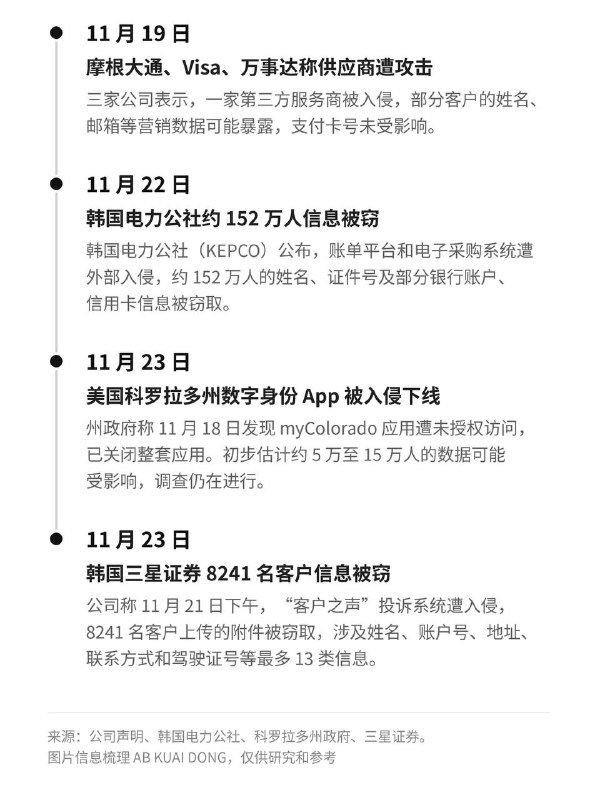 11 月 19 日
摩根大通、Visa、万事达称供应商遭攻击
三家公司表示，一家第三方服务商被入侵，部分客户的姓名、
邮箱等营销数据可能暴露，支付卡号未受影响。
11 月 22 日
韩国电力公社约 152 万人信息被窃
韩国电力公社（KEPCO）公布，账单平台和电子采购系统遭
外部入侵，约 152 万人的姓名、证件号及部分银行账户、
信用卡信息被窃取。
11 月 23 日
美国科罗拉多州数字身份 App 被入侵下线
州政府称 11 月 18 日发现 myColorado 应用遭未授权访问，
已关闭整套应用。初步估计约 5 万至 15 万人的数据可能
受影响，调查仍在进行。
11 月 23 日
韩国三星证券 8241 名客户信息被窃
公司称 11 月 21 日下午，“客户之声”投诉系统遭入侵，
8241 名客户上传的附件被窃取，涉及姓名、账户号、地址、
联系方式和驾驶证号等最多 13 类信息。
来源：公司声明、韩国电力公社、科罗拉多州政府、三星证券。
图片信息梳理 AB KUAI DONG，仅供研究和参考